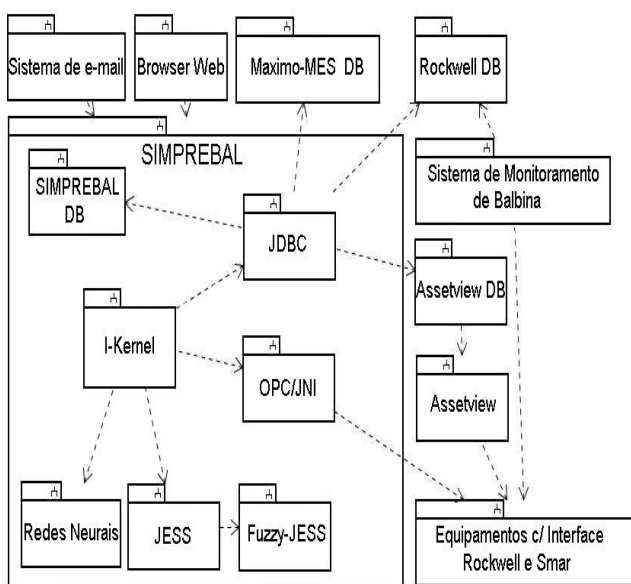 Sistema de e-mail
Browser Web
Maximo-MES DB
Rockwell DB
SIMPREBAL
SIMPREBAL
DB
JDBC
Sistema de Monitoramento
de Balbina
Assetview DB
I-Kernel
OPC/JNI
Assetview
Redes Neurais
JESS
Fuzzy-JESS
Equipamentos c/ Interface
Rockwell e Smar